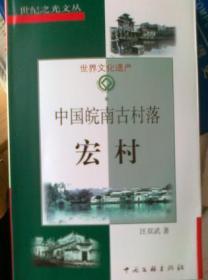 世纪之光文丛
世界文化遗产
中国皖南古村落
宏村
汪双武 著
中国文联出版社